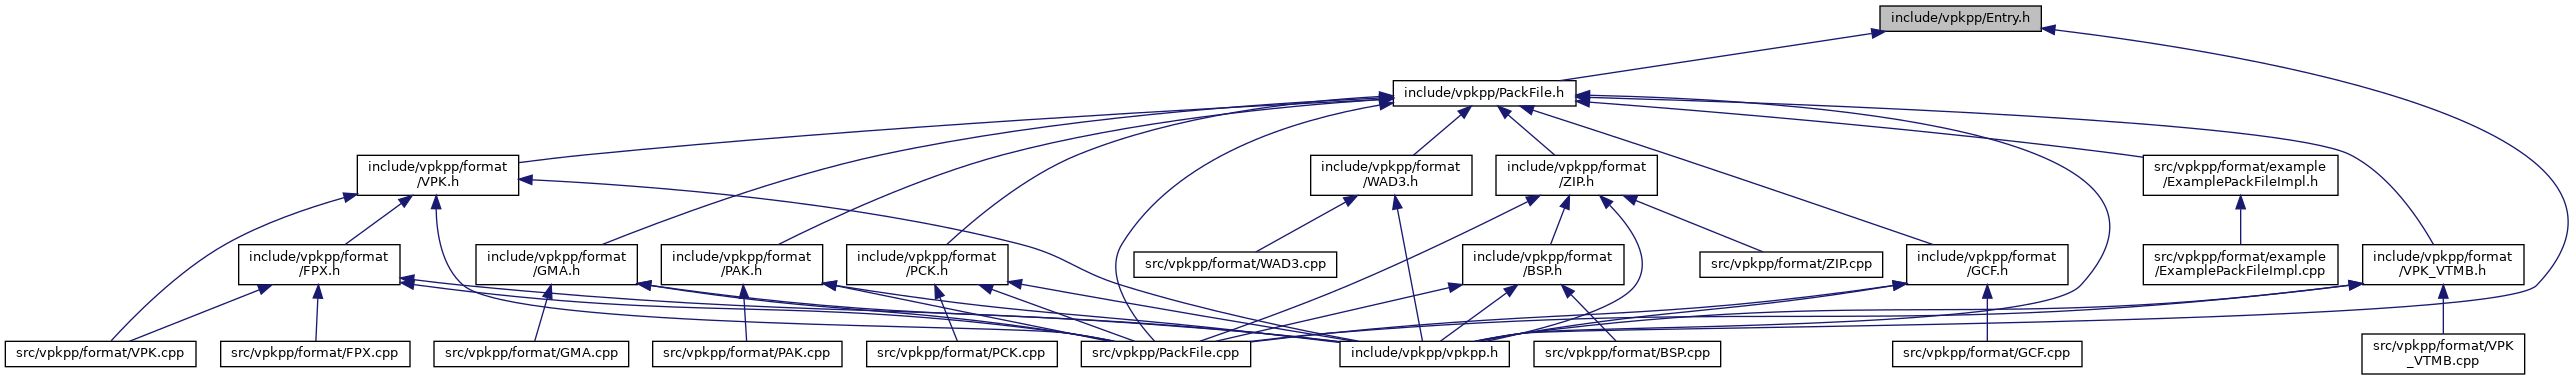 include/vpkpp/Entry.h
include/vpkpp/PackFile.h
include/vpkpp/format
/VPK.h
include/vpkpp/format
/WAD3.h
include/vpkpp/format
/ZIP.h
src/vpkpp/format/example
/ExamplePackFileImpl.h
include/vpkpp/format
/FPX.h
include/vpkpp/format
/GMA.h
include/vpkpp/format
/PAK.h
include/vpkpp/format
/PCK.h
src/vpkpp/format/WAD3.cpp
include/vpkpp/format
/BSP.h
src/vpkpp/format/ZIP.cpp
include/vpkpp/format
/GCF.h
src/vpkpp/format/example
/ExamplePackFileImpl.cpp
include/vpkpp/format
/VPK_VTMB.h
src/vpkpp/format/VPK.cpp
src/vpkpp/format/FPX.cpp
src/vpkpp/format/GMA.cpp
src/vpkpp/format/PAK.cpp
src/vpkpp/format/PCK.cpp
src/vpkpp/PackFile.cpp
include/vpkpp/vpkpp.h
src/vpkpp/format/BSP.cpp
src/vpkpp/format/GCF.cpp
src/vpkpp/format/VPK
_VTMB.cpp